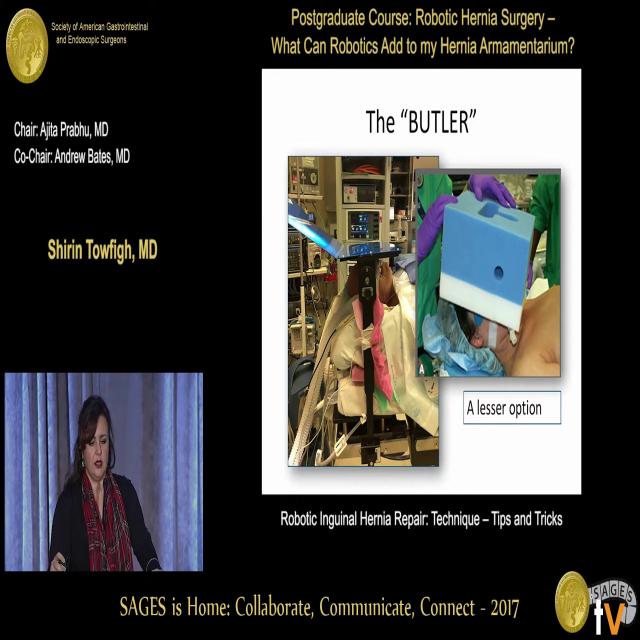 Society of American Gastrointestinal
and Endoscopic Surgeons
Postgraduate Course: Robotic Hernia Surgery –
What Can Robotics Add to my Hernia Armamentarium?
Chair: Ajita Prabhu, MD
Co-Chair: Andrew Bates, MD
Shirin Towfigh, MD
The “BUTLER”
A lesser option
Robotic Inguinal Hernia Repair: Technique – Tips and Tricks
SAGES is Home: Collaborate, Communicate, Connect - 2017
SAGES
tv